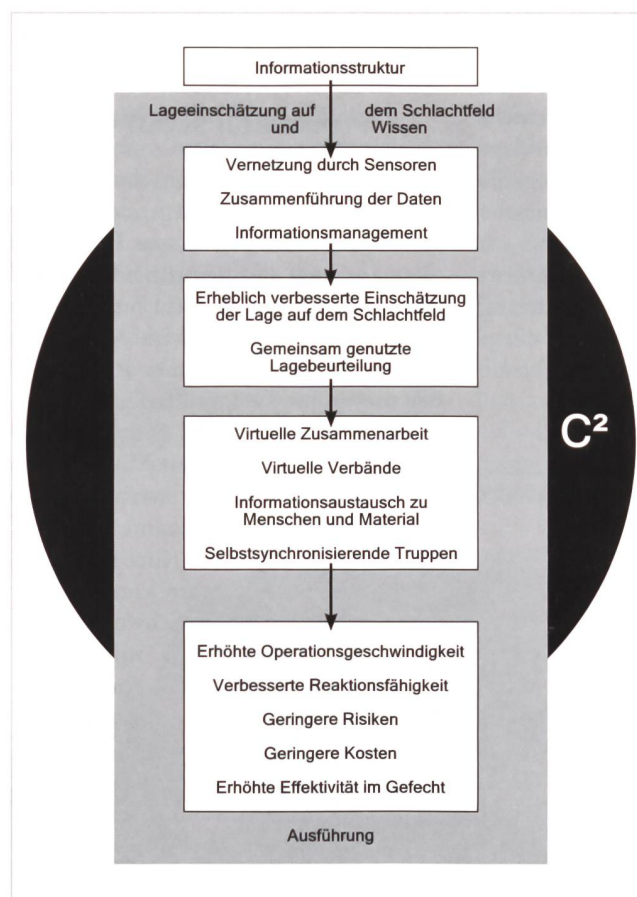 Informationsstruktur
Lageeinschätzung auf dem Schlachtfeld
und Wissen
Vernetzung durch Sensoren
Zusammenführung der Daten
Informationsmanagement
Erheblich verbesserte Einschätzung
der Lage auf dem Schlachtfeld
Gemeinsam genutzte
Lagebeurteilung
Virtuelle Zusammenarbeit
C²
Virtuelle Verbände
Informationsaustausch zu
Menschen und Material
Selbstsynchronisierende Truppen
Erhöhte Operationsgeschwindigkeit
Verbesserte Reaktionsfähigkeit
Geringere Risiken
Geringere Kosten
Erhöhte Effektivität im Gefecht
Ausführung